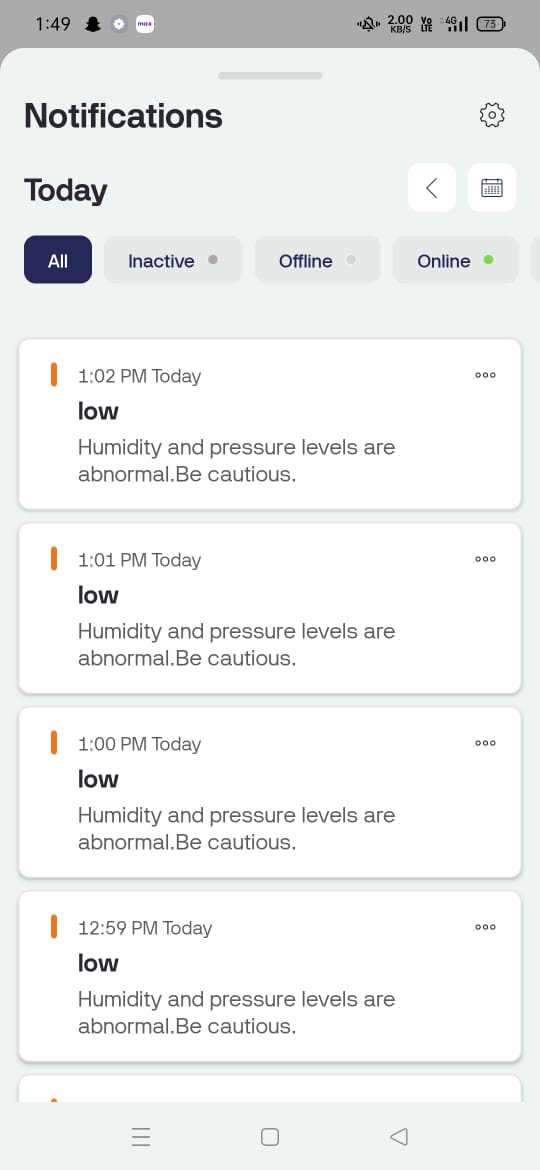 1:49
max
2.00
KB/S
Vo
LTE
4G
73
Notifications
Today
All
Inactive
Offline
Online
1:02 PM Today
low
Humidity and pressure levels are
abnormal.Be cautious.
1:01 PM Today
low
Humidity and pressure levels are
abnormal.Be cautious.
1:00 PM Today
low
Humidity and pressure levels are
abnormal.Be cautious.
12:59 PM Today
low
Humidity and pressure levels are
abnormal.Be cautious.